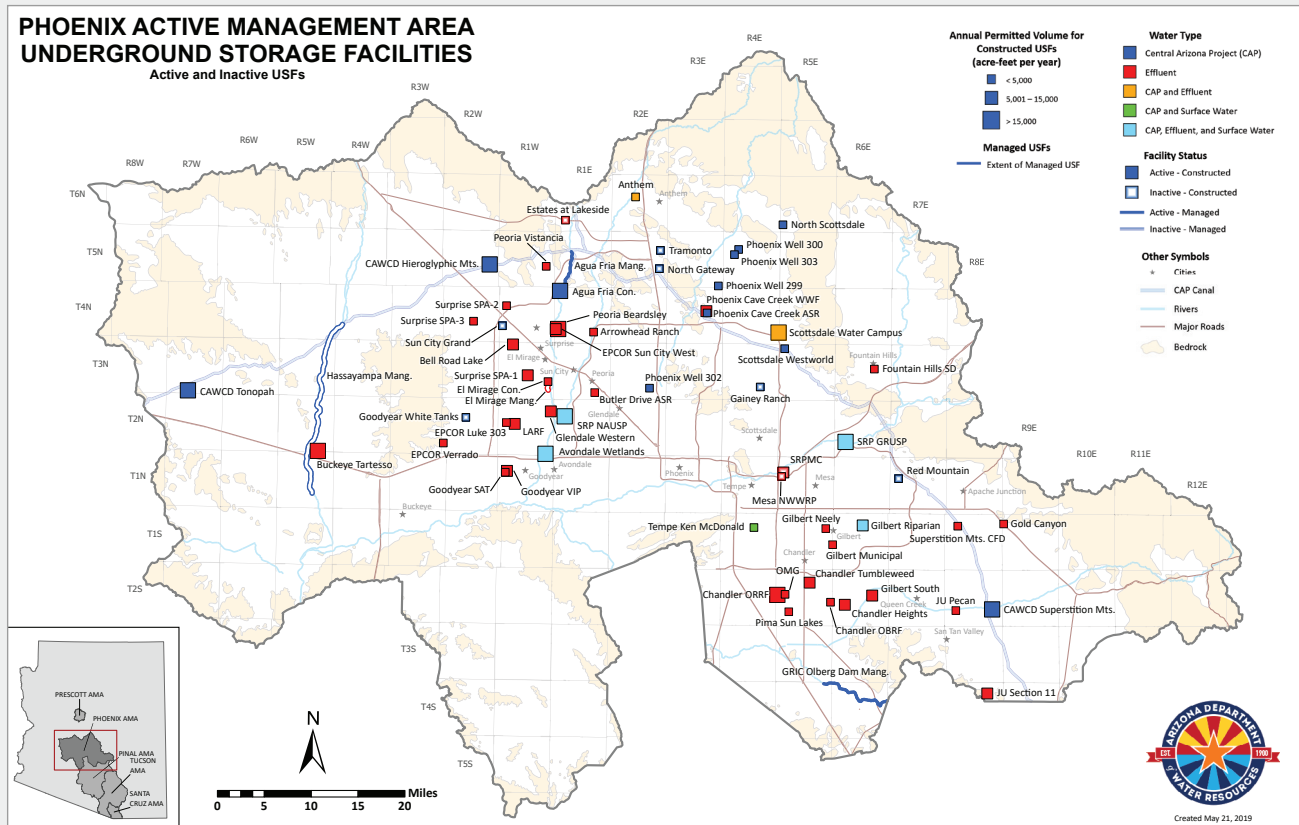 PHOENIX ACTIVE MANAGEMENT AREA
UNDERGROUND STORAGE FACILITIES
Active and Inactive USFs
Annual Permitted Volume for
Constructed USFs
(acre-feet per year)
< 5,000
5,001 – 15,000
> 15,000
Managed USFs
Extent of Managed USF
Water Type
Central Arizona Project (CAP)
Effluent
CAP and Effluent
CAP and Surface Water
CAP, Effluent, and Surface Water
Facility Status
Active - Constructed
Inactive - Constructed
Active - Managed
Inactive - Managed
Other Symbols
Cities
CAP Canal
Rivers
Major Roads
Bedrock
R8W
R7W
R6W
R5W
R4W
R3W
R2W
R1W
R1E
R2E
R3E
R4E
R5E
R6E
R7E
R8E
R9E
R10E
R11E
R12E
T6N
T5N
T4N
T3N
T2N
T1N
T1S
T2S
T3S
T4S
T5S
Anthem
Anthem
Estates at Lakeside
North Scottsdale
Peoria Vistancia
Tramonto
Phoenix Well 300
Phoenix Well 303
CAWCD Hieroglyphic Mts.
Agua Fria Mang.
North Gateway
Agua Fria Con.
Phoenix Well 299
Surprise SPA-2
Phoenix Cave Creek WWF
Phoenix Cave Creek ASR
Surprise SPA-3
Peoria Beardsley
Arrowhead Ranch
Scottsdale Water Campus
Sun City Grand
Surprise
EPCOR Sun City West
Scottsdale Westworld
Bell Road Lake
El Mirage
Fountain Hills
Fountain Hills SD
Hassayampa Mang.
Surprise SPA-1
Sun City
Peoria
Phoenix Well 302
CAWCD Tonopah
El Mirage Con.
El Mirage Mang.
Butler Drive ASR
Gainey Ranch
Goodyear White Tanks
Glendale
SRP NAUSP
EPCOR Luke 303
LARF
Glendale Western
Scottsdale
SRP GRUSP
EPCOR Verrado
Avondale Wetlands
Buckeye Tartesso
Avondale
Goodyear
Phoenix
SRPMC
Red Mountain
Goodyear SAT
Goodyear VIP
Tempe
Mesa
Mesa NWWRP
Apache Junction
Buckeye
Tempe Ken McDonald
Gilbert Neely
Gilbert Riparian
Gold Canyon
Gilbert
Superstition Mts. CFD
Gilbert Municipal
Chandler
OMG
Chandler Tumbleweed
Chandler ORRF
Gilbert South
JU Pecan
Queen Creek
CAWCD Superstition Mts.
Pima Sun Lakes
Chandler Heights
Chandler OBRF
San Tan Valley
GRIC Olberg Dam Mang.
JU Section 11
PRESCOTT AMA
PHOENIX AMA
PINAL AMA
TUCSON
AMA
SANTA
CRUZ AMA
N
0 5 10 15 20 Miles
ARIZONA DEPARTMENT
EST. 1980
of WATER RESOURCES
Created May 21, 2019